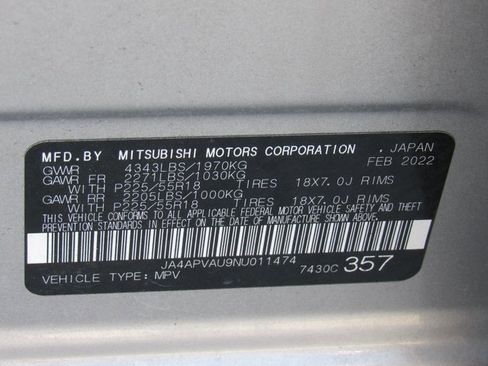 MFD.BY MITSUBISHI MOTORS CORPORATION . JAPAN
GVWR 4343LBS/1970KG FEB 2022
GAWR FR 2271LBS/1030KG
WITH P225/55R18 TIRES 18X7.0J RIMS
GAWR RR 2205LBS/1000KG
WITH P225/55R18 TIRES 18X7.0J RIMS
THIS VEHICLE CONFORMS TO ALL APPLICABLE FEDERAL MOTOR VEHICLE SAFETY, BUMPER, AND THEFT
PREVENTION STANDARDS IN EFFECT ON THE DATE OF MANUFACTURE SHOWN ABOVE.
JA4APVAU9NU011474 7430C 357
VEHICLE TYPE: MPV